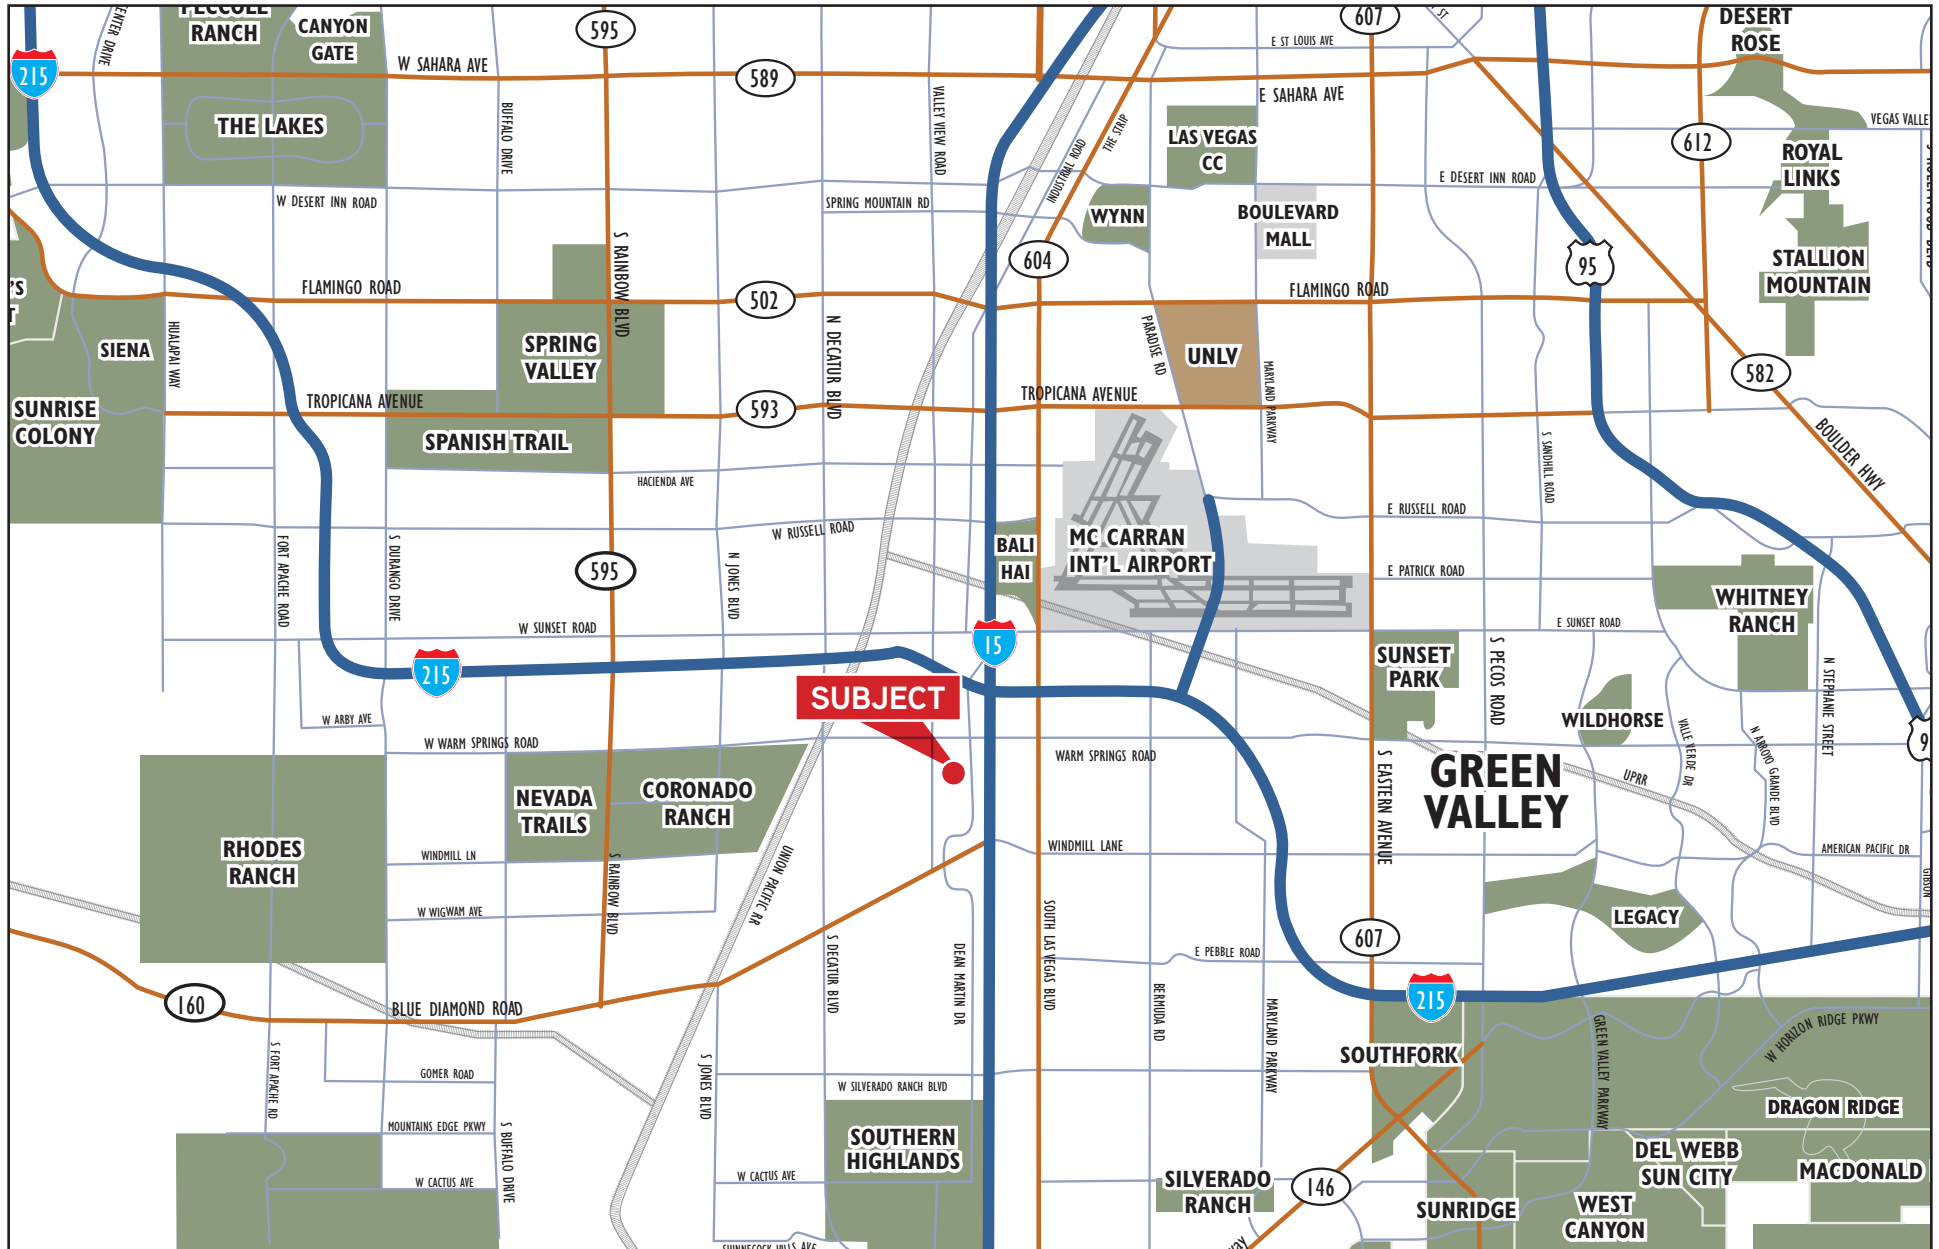 PECCOLE
RANCH
CANYON
GATE
595
607
DESERT
ROSE
215
W SAHARA AVE
589
E ST LOUIS AVE
E SAHARA AVE
THE LAKES
BUFFALO DRIVE
VALLEY VIEW ROAD
INDUSTRIAL ROAD
THE STRIP
LAS VEGAS
CC
612
VEGAS VALLE
ROYAL
LINKS
W DESERT INN ROAD
SPRING MOUNTAIN RD
E DESERT INN ROAD
WYNN
BOULEVARD
MALL
S RAINBOW BLVD
604
95
STALLION
MOUNTAIN
FLAMINGO ROAD
502
FLAMINGO ROAD
SIENA
HUALAPAI WAY
SPRING
VALLEY
N DECATUR BLVD
PARADISE RD
UNLV
MARYLAND PARKWAY
582
SUNRISE
COLONY
TROPICANA AVENUE
593
TROPICANA AVENUE
SPANISH TRAIL
S SANDHILL ROAD
BOULDER HWY
HACIENDA AVE
W RUSSELL ROAD
E RUSSELL ROAD
FORT APACHE ROAD
S DURANGO DRIVE
595
N JONES BLVD
BALI
HAI
MC CARRAN
INT'L AIRPORT
E PATRICK ROAD
WHITNEY
RANCH
W SUNSET ROAD
E SUNSET ROAD
15
215
SUNSET
PARK
S PECOS ROAD
N STEPHANIE STREET
SUBJECT
W ARBY AVE
WILDHORSE
VALLE VERDE DR
N ARROYO GRANDE BLVD
9
W WARM SPRINGS ROAD
WARM SPRINGS ROAD
S EASTERN AVENUE
GREEN
VALLEY
UPRR
NEVADA
TRAILS
CORONADO
RANCH
RHODES
RANCH
WINDMILL LN
S RAINBOW BLVD
UNION PACIFIC RR
WINDMILL LANE
AMERICAN PACIFIC DR
GIBSON
W WIGWAM AVE
SOUTH LAS VEGAS BLVD
LEGACY
S DECATUR BLVD
DEAN MARTIN DR
607
E PEBBLE ROAD
160
BLUE DIAMOND ROAD
BERMUDA RD
MARYLAND PARKWAY
215
GREEN VALLEY PARKWAY
W HORIZON RIDGE PKWY
S FORT APACHE RD
GOMER ROAD
S JONES BLVD
W SILVERADO RANCH BLVD
SOUTHFORK
DRAGON RIDGE
MOUNTAINS EDGE PKWY
S BUFFALO DRIVE
SOUTHERN
HIGHLANDS
DEL WEBB
SUN CITY
MACDONALD
W CACTUS AVE
W CACTUS AVE
SILVERADO
RANCH
146
SUNRIDGE
WEST
CANYON